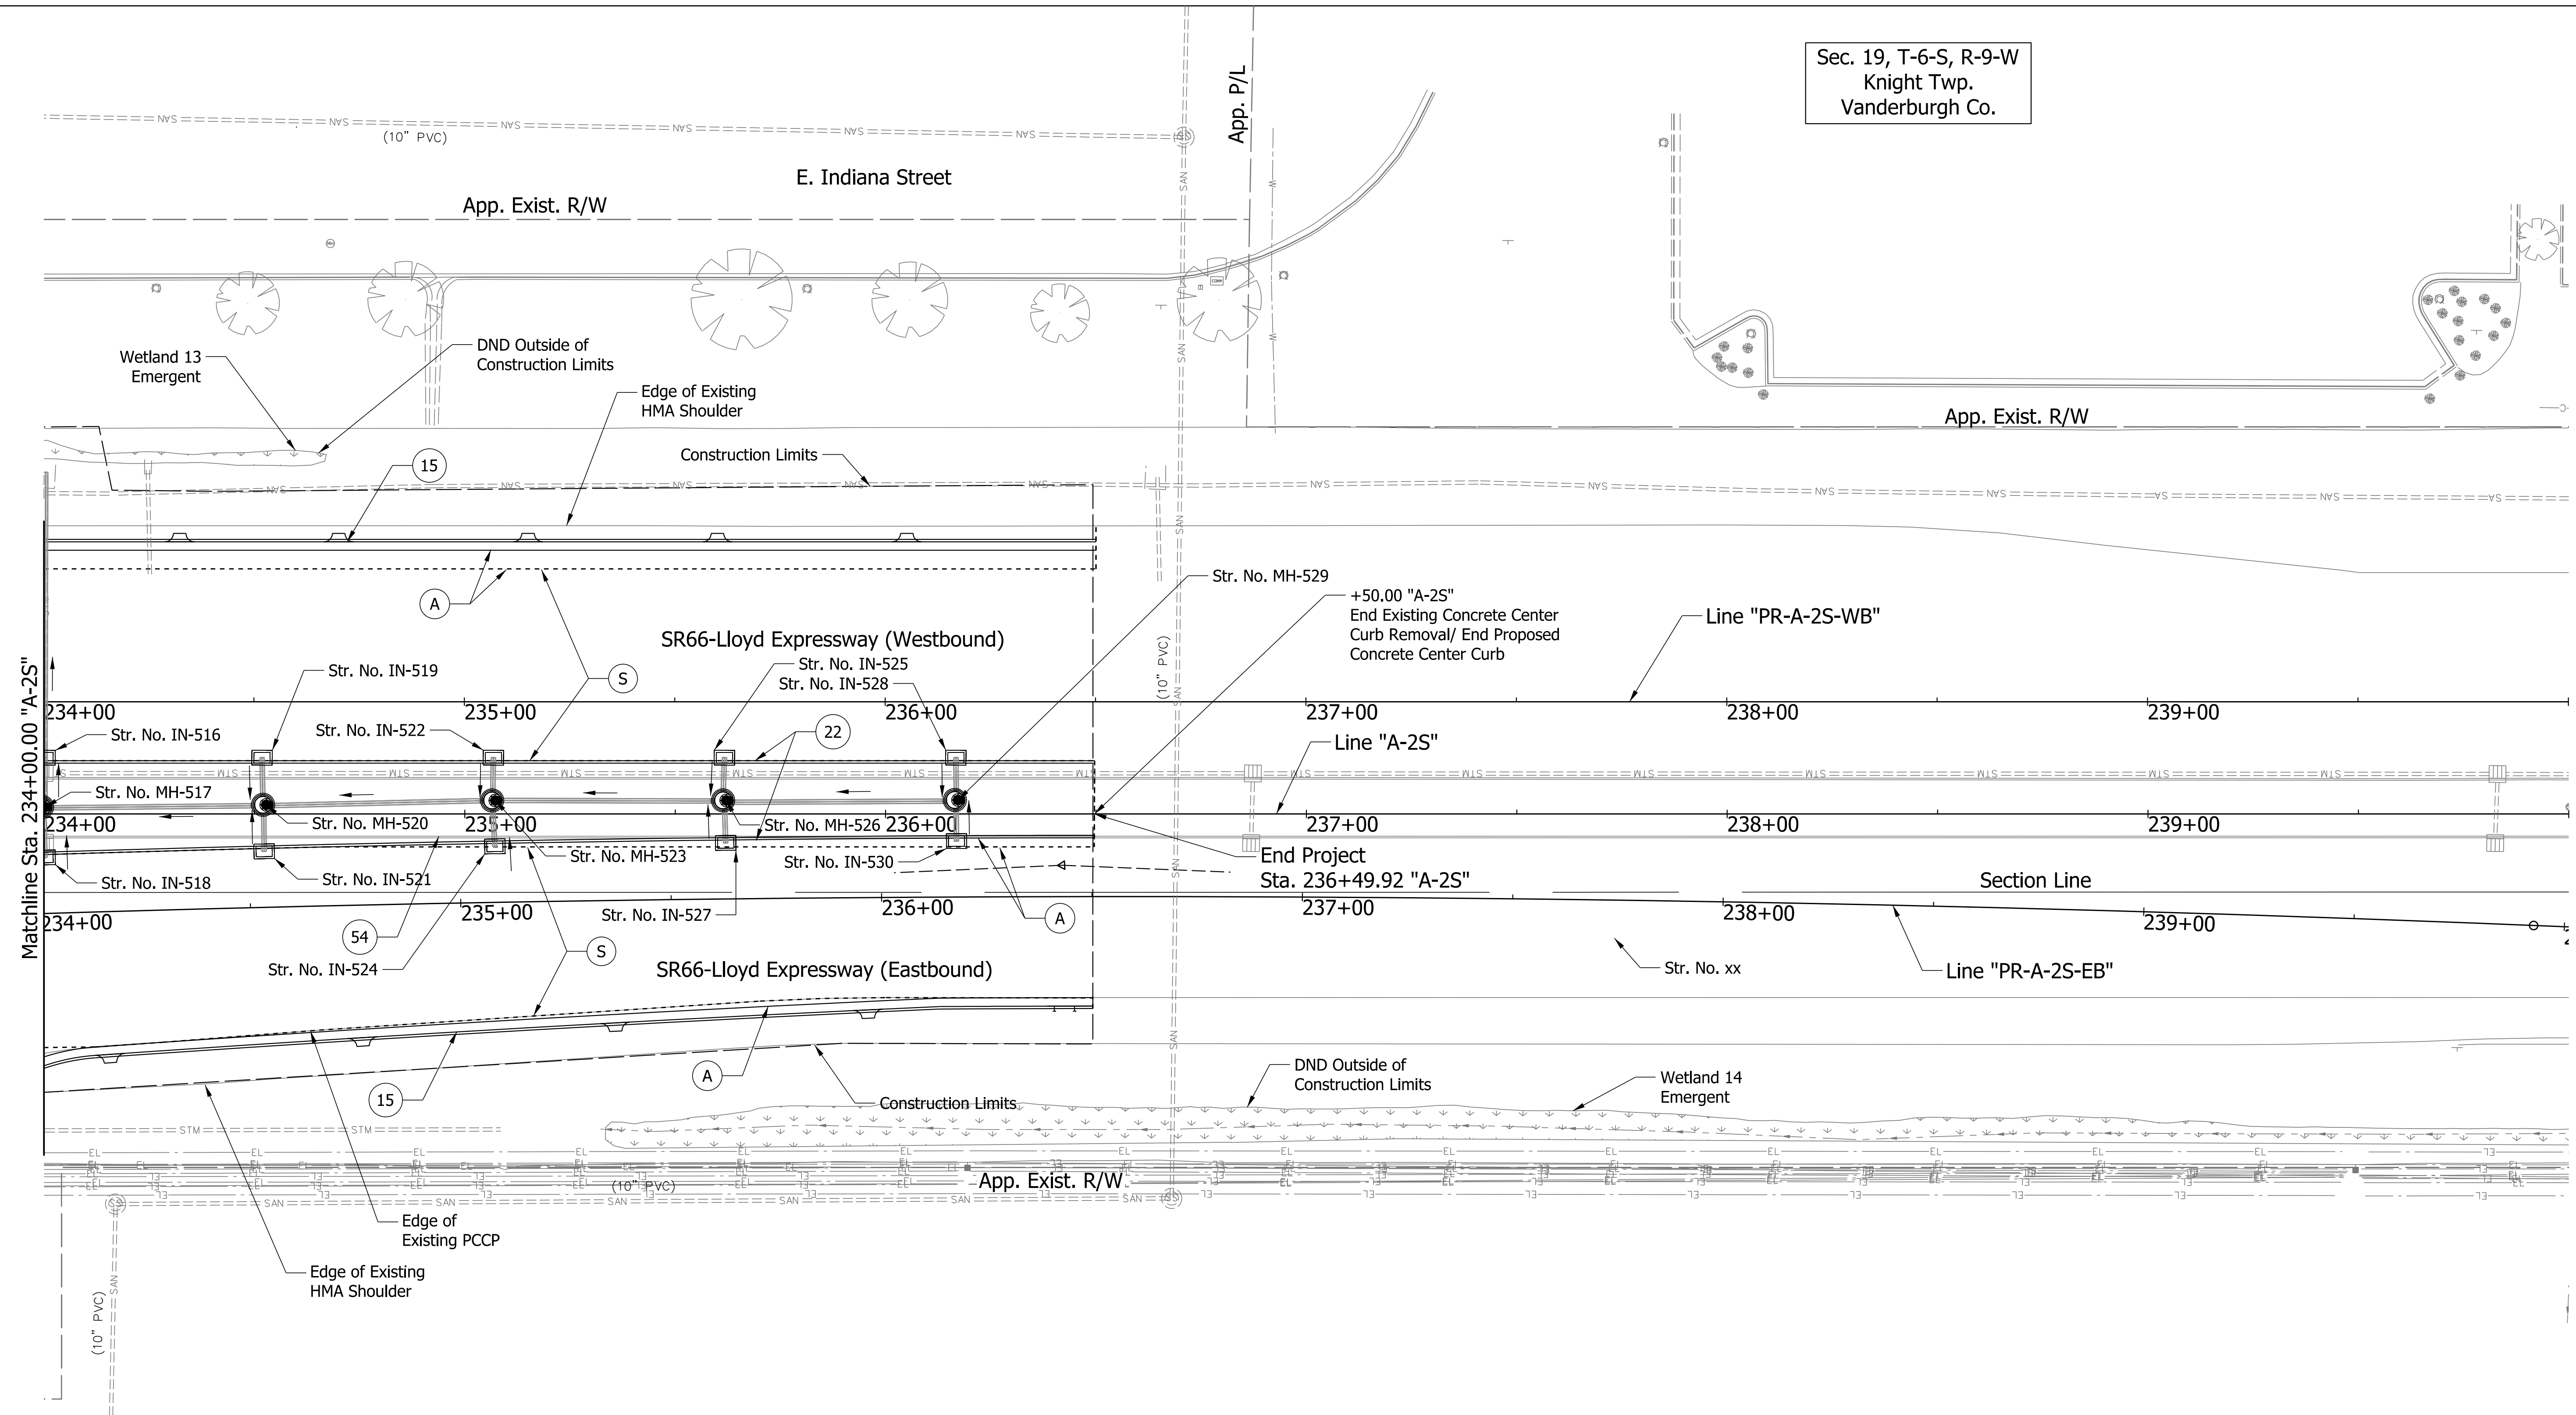 Sec. 19, T-6-S, R-9-W
Knight Twp.
Vanderburgh Co.
App. P/L
(10" PVC)
E. Indiana Street
App. Exist. R/W
COMM
Wetland 13
Emergent
DND Outside of
Construction Limits
Edge of Existing
HMA Shoulder
App. Exist. R/W
Construction Limits
15
SAN
A
Str. No. MH-529
+50.00 "A-2S"
End Existing Concrete Center
Curb Removal/ End Proposed
Concrete Center Curb
Line "PR-A-2S-WB"
(10" PVC)
SR66-Lloyd Expressway (Westbound)
Str. No. IN-519
Str. No. IN-525
Str. No. IN-528
S
Matchline Sta. 234+00.00 "A-2S"
234+00
235+00
236+00
237+00
238+00
239+00
Str. No. IN-516
Str. No. IN-522
22
Line "A-2S"
STM
Str. No. MH-517
234+00
235+00
236+00
237+00
238+00
239+00
Str. No. MH-520
Str. No. MH-526
Str. No. MH-523
Str. No. IN-530
End Project
Sta. 236+49.92 "A-2S"
Section Line
Str. No. IN-518
Str. No. IN-521
Str. No. IN-527
A
234+00
235+00
236+00
237+00
238+00
239+00
54
S
Str. No. IN-524
SR66-Lloyd Expressway (Eastbound)
Str. No. xx
Line "PR-A-2S-EB"
A
15
DND Outside of
Construction Limits
Wetland 14
Emergent
Construction Limits
STM
STM
EL
(10" PVC)
App. Exist. R/W
SAN
SS
Edge of
Existing PCCP
Edge of Existing
HMA Shoulder
(10" PVC)
SAN